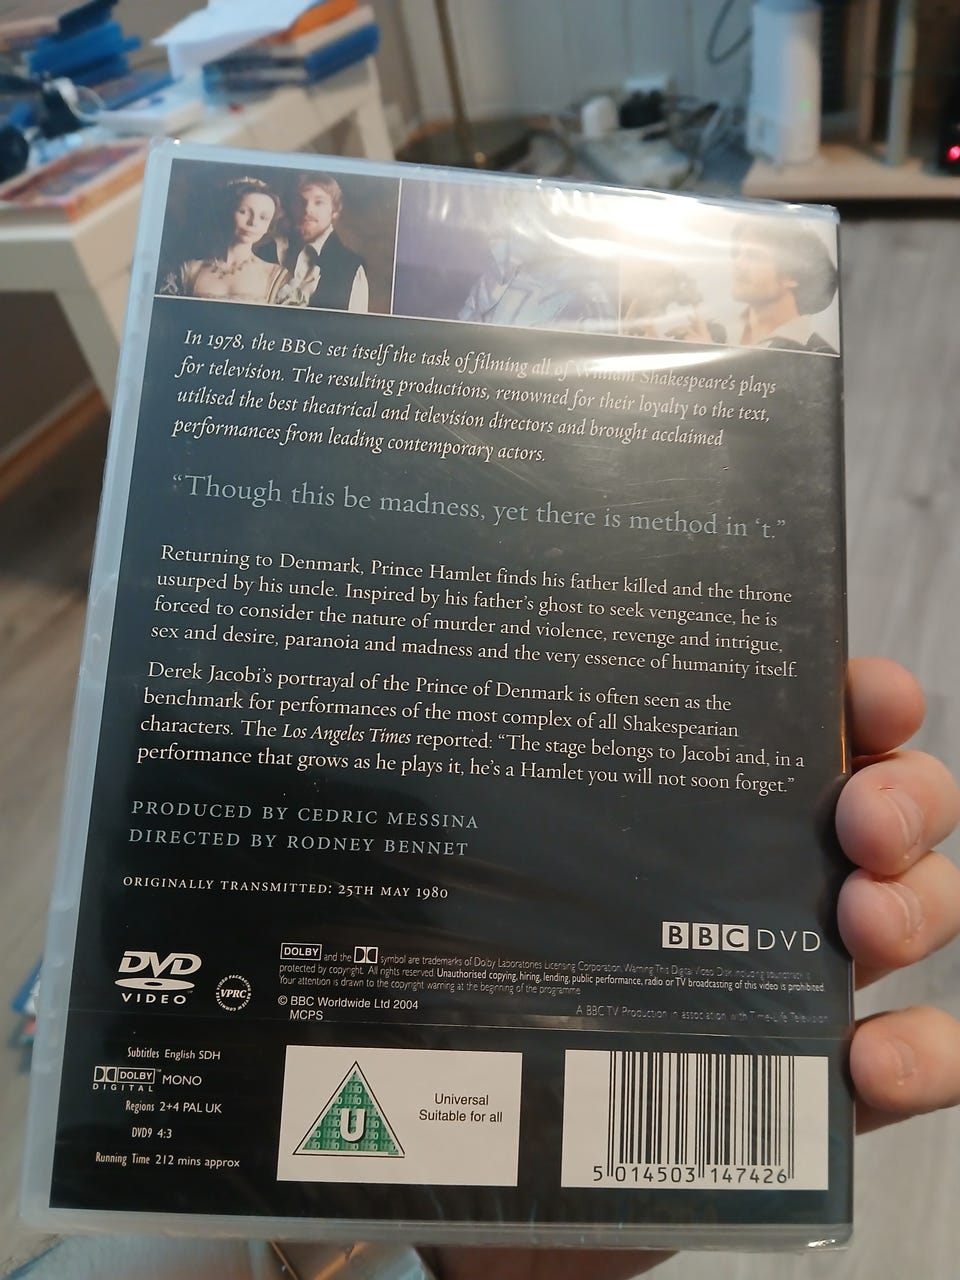 In 1978, the BBC set itself the task of filming all of William Shakespeare's plays
for television. The resulting productions, renowned for their loyalty to the text,
utilised the best theatrical and television directors and brought acclaimed
performances from leading contemporary actors.
“Though this be madness, yet there is method in ‘t.”
Returning to Denmark, Prince Hamlet finds his father killed and the throne
usurped by his uncle. Inspired by his father's ghost to seek vengeance, he is
forced to consider the nature of murder and violence, revenge and intrigue,
sex and desire, paranoia and madness and the very essence of humanity itself.
Derek Jacobi's portrayal of the Prince of Denmark is often seen as the
benchmark for performances of the most complex of all Shakespearian
characters. The Los Angeles Times reported: “The stage belongs to Jacobi and, in a
performance that grows as he plays it, he's a Hamlet you will not soon forget.”
PRODUCED BY CEDRIC MESSINA
DIRECTED BY RODNEY BENNET
ORIGINALLY TRANSMITTED: 25TH MAY 1980
BBC DVD
DVD
VIDEO
VPRC
DOLBY and the symbol are trademarks of Dolby Laboratories Licensing Corporation. Warning This Digital Video Disk including soundtrack is
protected by copyright. All rights reserved. Unauthorised copying, hiring, lending, public performance, radio or TV broadcasting of this video is prohibited.
Your attention is drawn to the copyright warning at the beginning of the programme.
© BBC Worldwide Ltd 2004
MCPS
A BBC TV Production in association with Time-Life Television
Subtitles English SDH
DOLBY DIGITAL ™ MONO
Regions 2+4 PAL UK
DVD9 4:3
Running Time 212 mins approx
U
Universal
Suitable for all
5 014503 147426